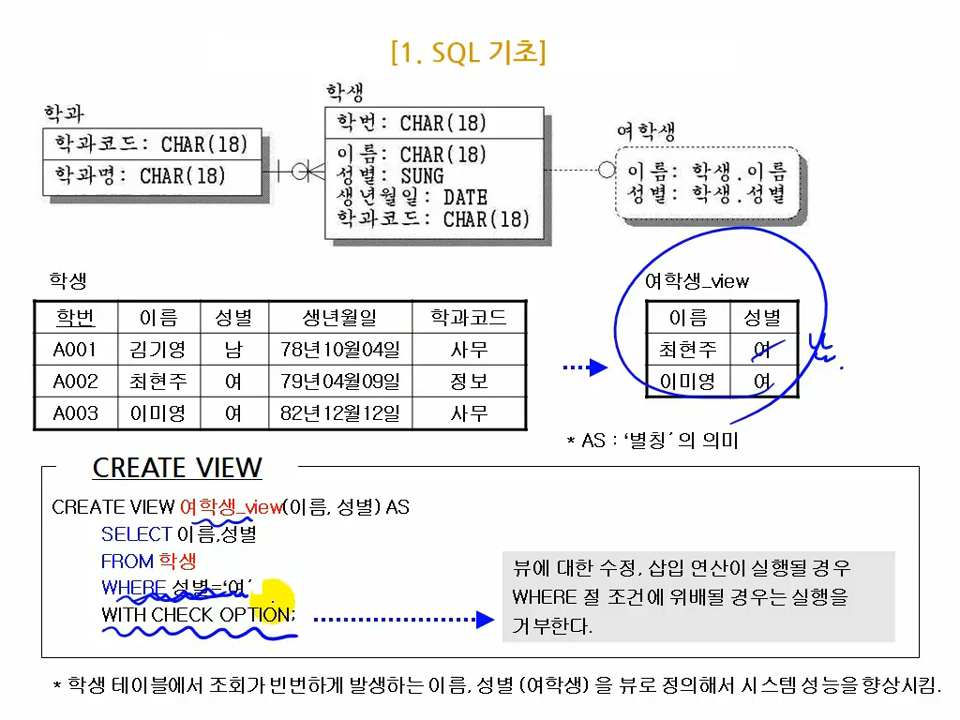 [1. SQL 기초]
학과
학과코드: CHAR(18)
학과명: CHAR(18)
학생
학번: CHAR(18)
이름: CHAR(18)
성별: SUNG
생년월일: DATE
학과코드: CHAR(18)
여학생
이름: 학생.이름
성별: 학생.성별
학생
학번 이름 성별 생년월일 학과코드
A001 김기영 남 78년10월04일 사무
A002 최현주 여 79년04월09일 정보
A003 이미영 여 82년12월12일 사무
여학생_view
이름 성별
최현주 여
이미영 여
* AS : ‘별칭’의 의미
CREATE VIEW
CREATE VIEW 여학생_view(이름, 성별) AS
SELECT 이름,성별
FROM 학생
WHERE 성별=‘여’
WITH CHECK OPTION;
뷰에 대한 수정, 삽입 연산이 실행될 경우
WHERE 절 조건에 위배될 경우는 실행을
거부한다.
* 학생 테이블에서 조회가 빈번하게 발생하는 이름, 성별 (여학생) 을 뷰로 정의해서 시스템 성능을 향상시킴.